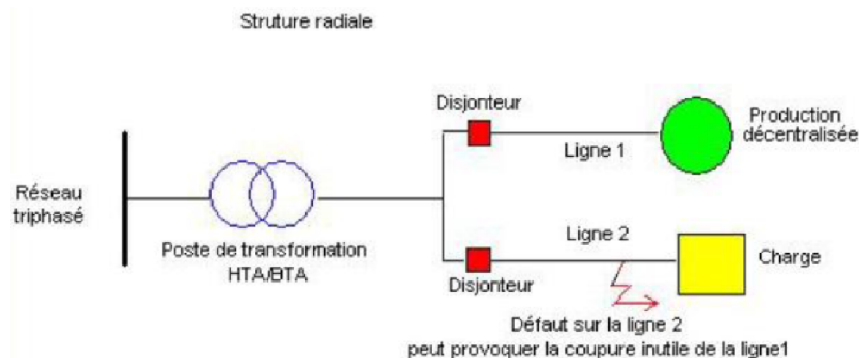 Struture radiale
Disjonteur
Production
décentralisée
Ligne 1
Réseau
triphasé
Poste de transformation
HTA/BTA
Ligne 2
Charge
Disjonteur
Défaut sur la ligne 2
peut provoquer la coupure inutile de la ligne1